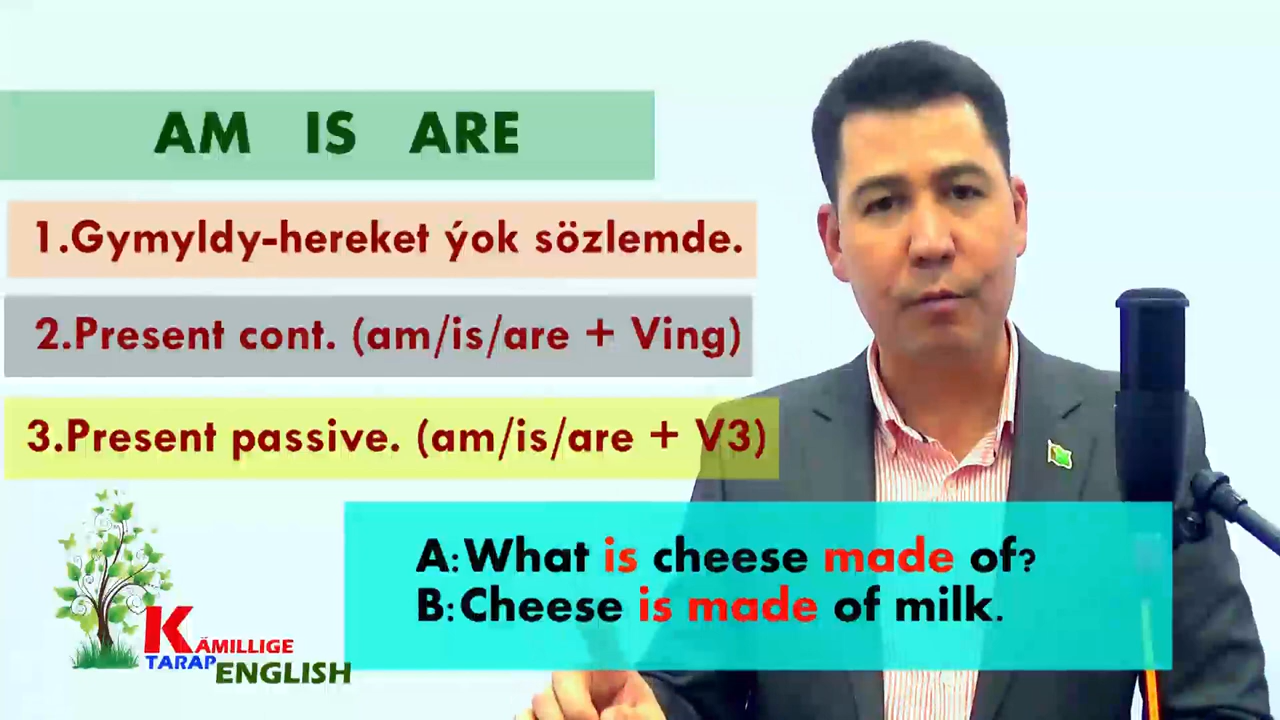 AM IS ARE
1.Gymyldy-hereket ýok sözlemde.
2.Present cont. (am/is/are + Ving)
3.Present passive. (am/is/are + V3)
A:What is cheese made of?
B:Cheese is made of milk.
KÄMILLIGE
TARAP ENGLISH